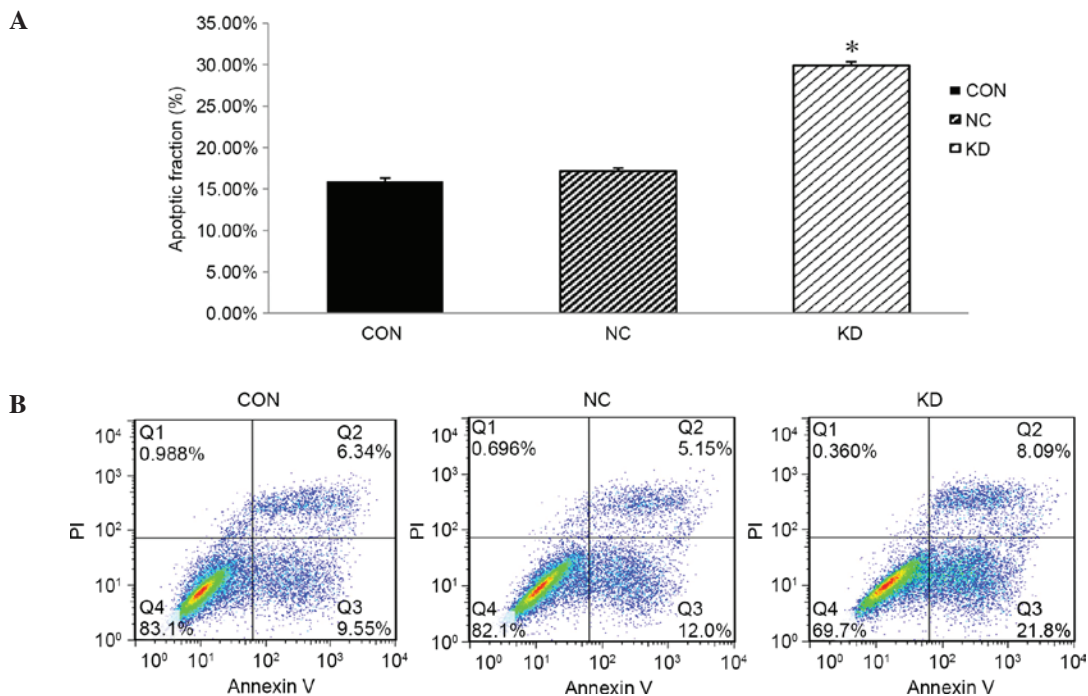 A
35.00%
30.00%
25.00%
20.00%
15.00%
10.00%
5.00%
0.00%
Apotptic fraction (%)
*
CON
NC
KD
CON
NC
KD
B
CON
NC
KD
Q1
0.988%
Q2
6.34%
Q4
83.1%
Q3
9.55%
10⁴
10³
10²
10¹
10⁰
PI
10⁰ 10¹ 10² 10³ 10⁴
Annexin V
Q1
0.696%
Q2
5.15%
Q4
82.1%
Q3
12.0%
10⁴
10³
10²
10¹
10⁰
PI
10⁰ 10¹ 10² 10³ 10⁴
Annexin V
Q1
0.360%
Q2
8.09%
Q4
69.7%
Q3
21.8%
10⁴
10³
10²
10¹
10⁰
PI
10⁰ 10¹ 10² 10³ 10⁴
Annexin V